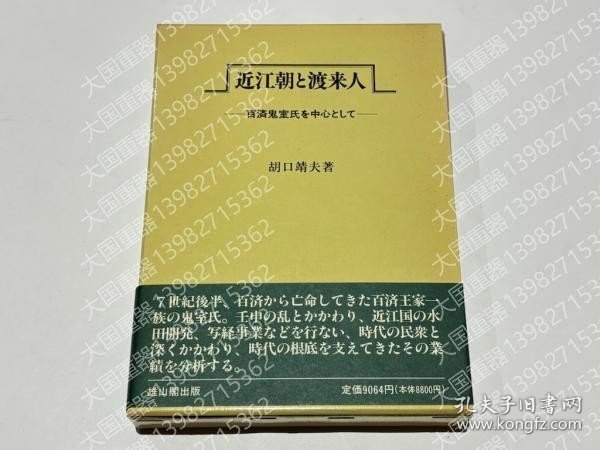 近江朝と渡来人
──百済鬼室氏を中心として──
胡口靖夫著
7世紀後半、百済から亡命してきた百済王家一
族の鬼室氏。壬申の乱とかかわり、近江国の水
田開発、写経事業などを行ない、時代の民衆と
深くかかわり、時代の根底を支えてきたその業
績を分析する。
雄山閣出版
定価9064円(本体8800円)
大国重器13982715362
孔夫子旧书网
www.kongfz.com